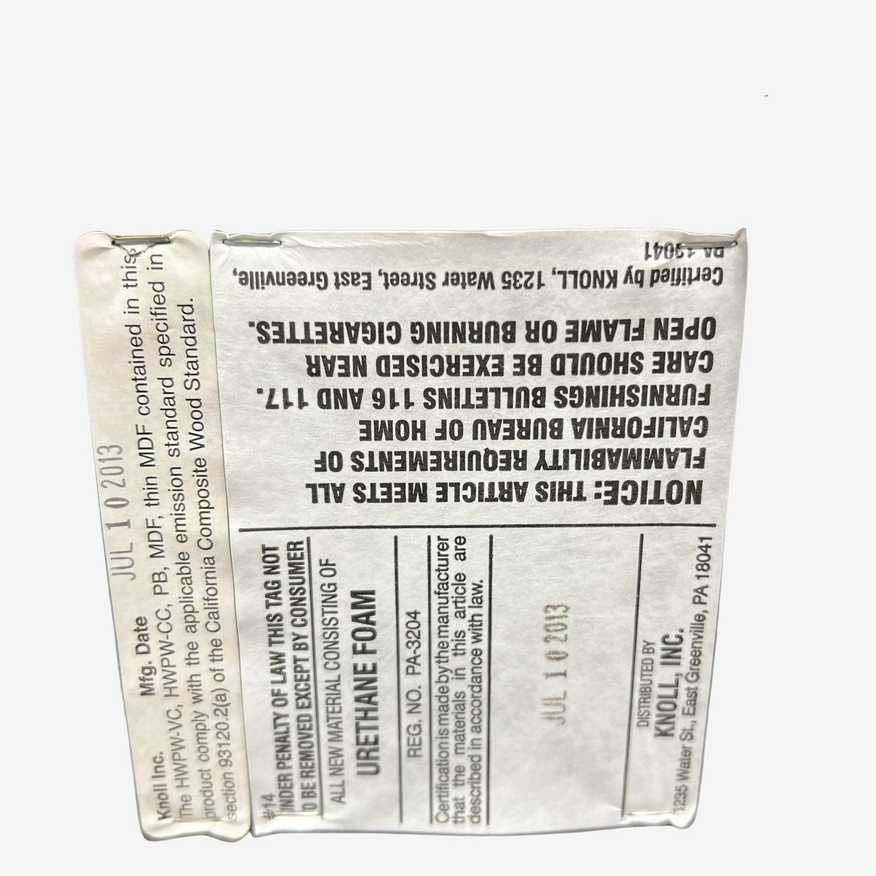 Knoll Inc.
Mfg. Date JUL 10 2013
The HWPW-VC, HWPW-CC, PB, MDF, thin MDF contained in this
product comply with the applicable emission standard specified in
section 93120.2(a) of the California Composite Wood Standard.
#14
UNDER PENALTY OF LAW THIS TAG NOT
TO BE REMOVED EXCEPT BY CONSUMER
ALL NEW MATERIAL CONSISTING OF
URETHANE FOAM
REG. NO. PA-3204
Certification is made by the manufacturer
that the materials in this article are
described in accordance with law.
JUL 10 2013
DISTRIBUTED BY
KNOLL, INC.
1235 Water St., East Greenville, PA 18041
NOTICE: THIS ARTICLE MEETS ALL
FLAMMABILITY REQUIREMENTS OF
CALIFORNIA BUREAU OF HOME
FURNISHINGS BULLETINS 116 AND 117.
CARE SHOULD BE EXERCISED NEAR
OPEN FLAME OR BURNING CIGARETTES.
Certified by KNOLL, 1235 Water Street, East Greenville,
PA 18041